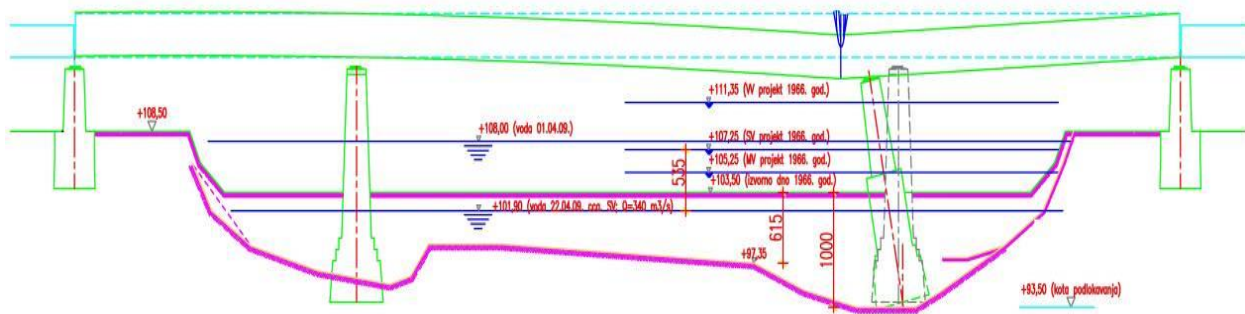 +111,35 (VV projekt 1966. god.)
+108,50
+108,00 (voda 01.04.09.)
+107,25 (SV projekt 1966. god.)
+105,25 (MV projekt 1966. god.)
535
+103,50 (izvorno dno 1966. god.)
+101,90 (voda 22.04.09. SV; Q=340 m3/s)
615
1000
+97,35
+93,50 (kota podlokavanja)